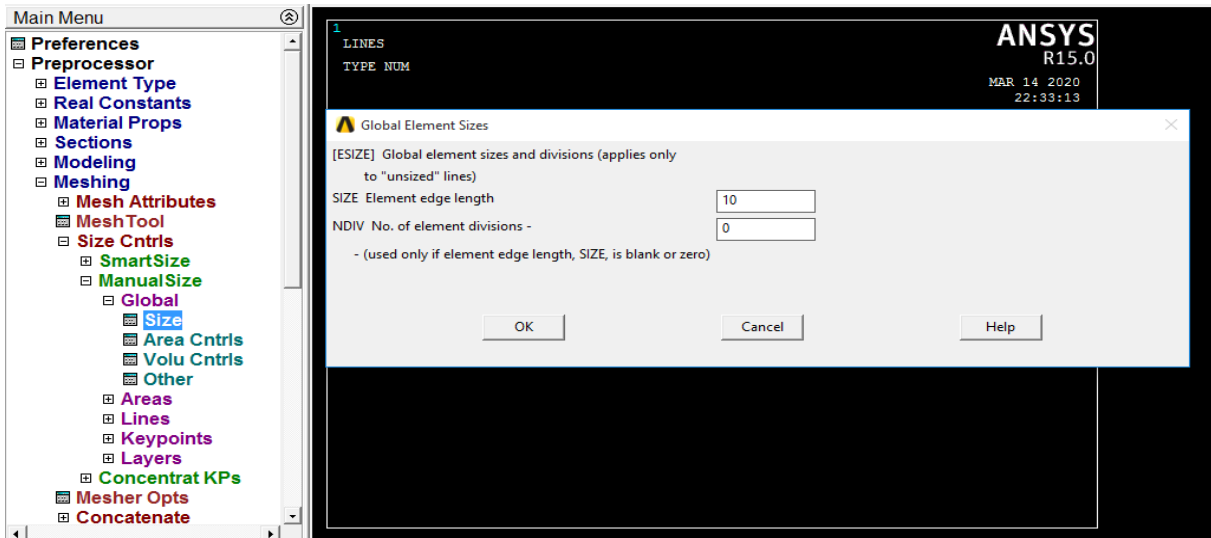 Main Menu
Preferences
Preprocessor
Element Type
Real Constants
Material Props
Sections
Modeling
Meshing
Mesh Attributes
MeshTool
Size Cntrls
SmartSize
ManualSize
Global
Size
Area Cntrls
Volu Cntrls
Other
Areas
Lines
Keypoints
Layers
Concentrat KPs
Mesher Opts
Concatenate
1
LINES
TYPE NUM
ANSYS
R15.0
MAR 14 2020
22:33:13
Global Element Sizes
[ESIZE] Global element sizes and divisions (applies only
to "unsized" lines)
SIZE Element edge length
10
NDIV No. of element divisions -
0
- (used only if element edge length, SIZE, is blank or zero)
OK
Cancel
Help